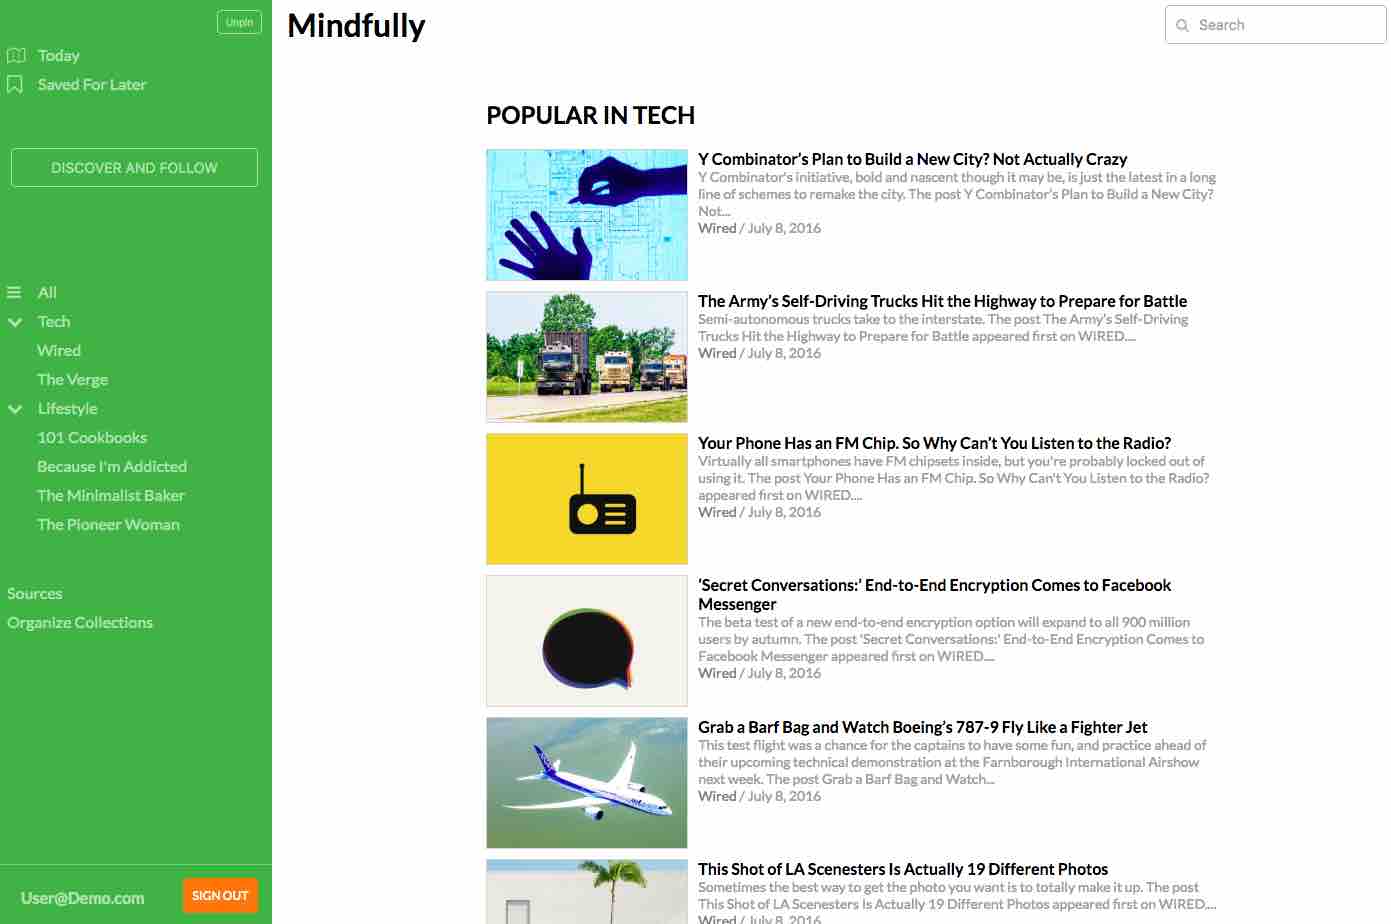 Unpin
Today
Saved For Later
DISCOVER AND FOLLOW
All
Tech
Wired
The Verge
Lifestyle
101 Cookbooks
Because I'm Addicted
The Minimalist Baker
The Pioneer Woman
Sources
Organize Collections
User@Demo.com
SIGN OUT
Mindfully
Search
POPULAR IN TECH
Y Combinator's Plan to Build a New City? Not Actually Crazy
Y Combinator's initiative, bold and nascent though it may be, is just the latest in a long
line of schemes to remake the city. The post Y Combinator's Plan to Build a New City?
Not...
Wired / July 8, 2016
The Army's Self-Driving Trucks Hit the Highway to Prepare for Battle
Semi-autonomous trucks take to the interstate. The post The Army's Self-Driving
Trucks Hit the Highway to Prepare for Battle appeared first on WIRED....
Wired / July 8, 2016
Your Phone Has an FM Chip. So Why Can't You Listen to the Radio?
Virtually all smartphones have FM chipsets inside, but you're probably locked out of
using it. The post Your Phone Has an FM Chip. So Why Can't You Listen to the Radio?
appeared first on WIRED....
Wired / July 8, 2016
'Secret Conversations:' End-to-End Encryption Comes to Facebook
Messenger
The beta test of a new end-to-end encryption option will expand to all 900 million
users by autumn. The post 'Secret Conversations:' End-to-End Encryption Comes to
Facebook Messenger appeared first on WIRED....
Wired / July 8, 2016
Grab a Barf Bag and Watch Boeing's 787-9 Fly Like a Fighter Jet
This test flight was a chance for the captains to have some fun, and practice ahead of
their upcoming technical demonstration at the Farnborough International Airshow
next week. The post Grab a Barf Bag and Watch...
Wired / July 8, 2016
This Shot of LA Scenesters Is Actually 19 Different Photos
Sometimes the best way to get the photo you want is to totally make it up. The post
This Shot of LA Scenesters Is Actually 19 Different Photos appeared first on WIRED....
Wired / July 8, 2016